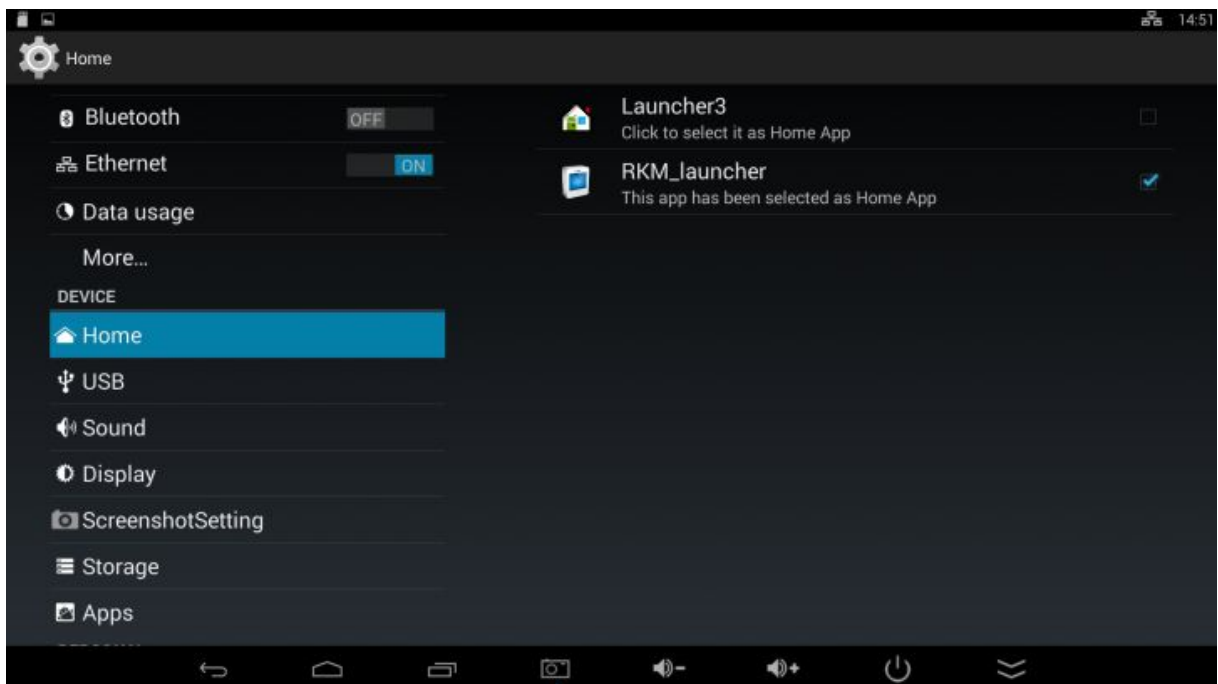 14:51
Home
Bluetooth
OFF
Ethernet
ON
Data usage
More...
DEVICE
Home
USB
Sound
Display
ScreenshotSetting
Storage
Apps
Launcher3
Click to select it as Home App
RKM_launcher
This app has been selected as Home App